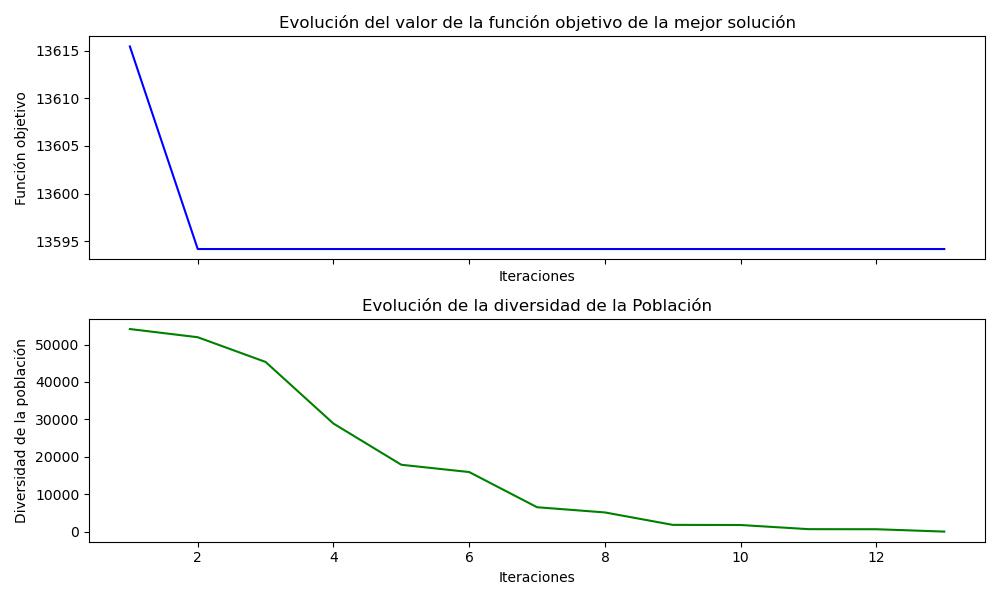 Evolución del valor de la función objetivo de la mejor solución
Función objetivo
13615
13610
13605
13600
13595
Iteraciones
Evolución de la diversidad de la Población
Diversidad de la población
50000
40000
30000
20000
10000
0
2 4 6 8 10 12
Iteraciones